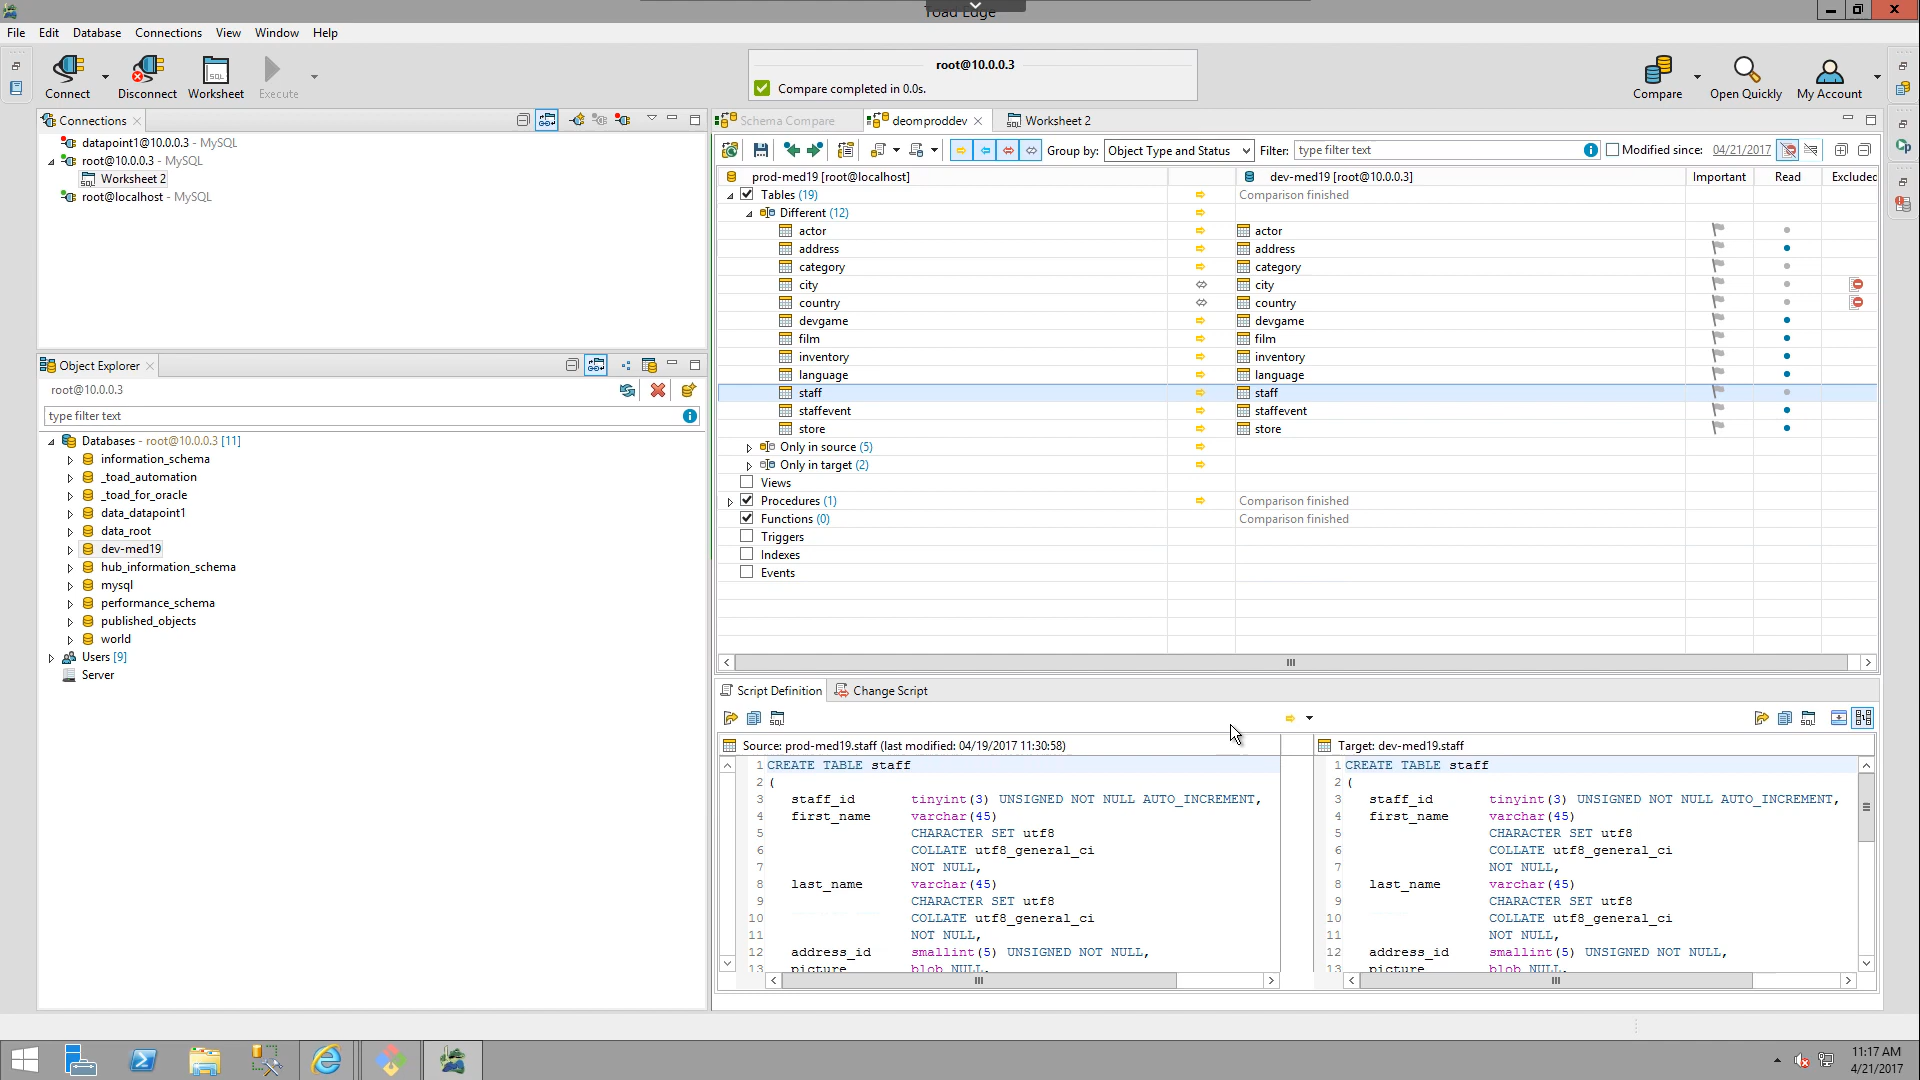 Toad Edge
File Edit Database Connections View Window Help
Connect Disconnect Worksheet Execute
root@10.0.0.3
Compare completed in 0.0s.
Compare Open Quickly My Account
Connections
datapoint1@10.0.0.3 - MySQL
root@10.0.0.3 - MySQL
Worksheet 2
root@localhost - MySQL
Object Explorer
root@10.0.0.3
type filter text
Databases - root@10.0.0.3 [11]
information_schema
_toad_automation
_toad_for_oracle
data_datapoint1
data_root
dev-med19
hub_information_schema
mysql
performance_schema
published_objects
world
Users [9]
Server
Schema Compare deomproddev Worksheet 2
Group by: Object Type and Status Filter: type filter text Modified since: 04/21/2017
prod-med19 [root@localhost] dev-med19 [root@10.0.0.3] Important Read Excluded
Tables (19) Comparison finished
Different (12)
actor actor
address address
category category
city city
country country
devgame devgame
film film
inventory inventory
language language
staff staff
staffevent staffevent
store store
Only in source (5)
Only in target (2)
Views
Procedures (1) Comparison finished
Functions (0) Comparison finished
Triggers
Indexes
Events
Script Definition Change Script
Source: prod-med19.staff (last modified: 04/19/2017 11:30:58)
1 CREATE TABLE staff
2 (
3 staff_id tinyint(3) UNSIGNED NOT NULL AUTO_INCREMENT,
4 first_name varchar(45)
5 CHARACTER SET utf8
6 COLLATE utf8_general_ci
7 NOT NULL,
8 last_name varchar(45)
9 CHARACTER SET utf8
10 COLLATE utf8_general_ci
11 NOT NULL,
12 address_id smallint(5) UNSIGNED NOT NULL,
13 picture blob NULL,
Target: dev-med19.staff
1 CREATE TABLE staff
2 (
3 staff_id tinyint(3) UNSIGNED NOT NULL AUTO_INCREMENT,
4 first_name varchar(45)
5 CHARACTER SET utf8
6 COLLATE utf8_general_ci
7 NOT NULL,
8 last_name varchar(45)
9 CHARACTER SET utf8
10 COLLATE utf8_general_ci
11 NOT NULL,
12 address_id smallint(5) UNSIGNED NOT NULL,
13 picture blob NULL,
11:17 AM
4/21/2017